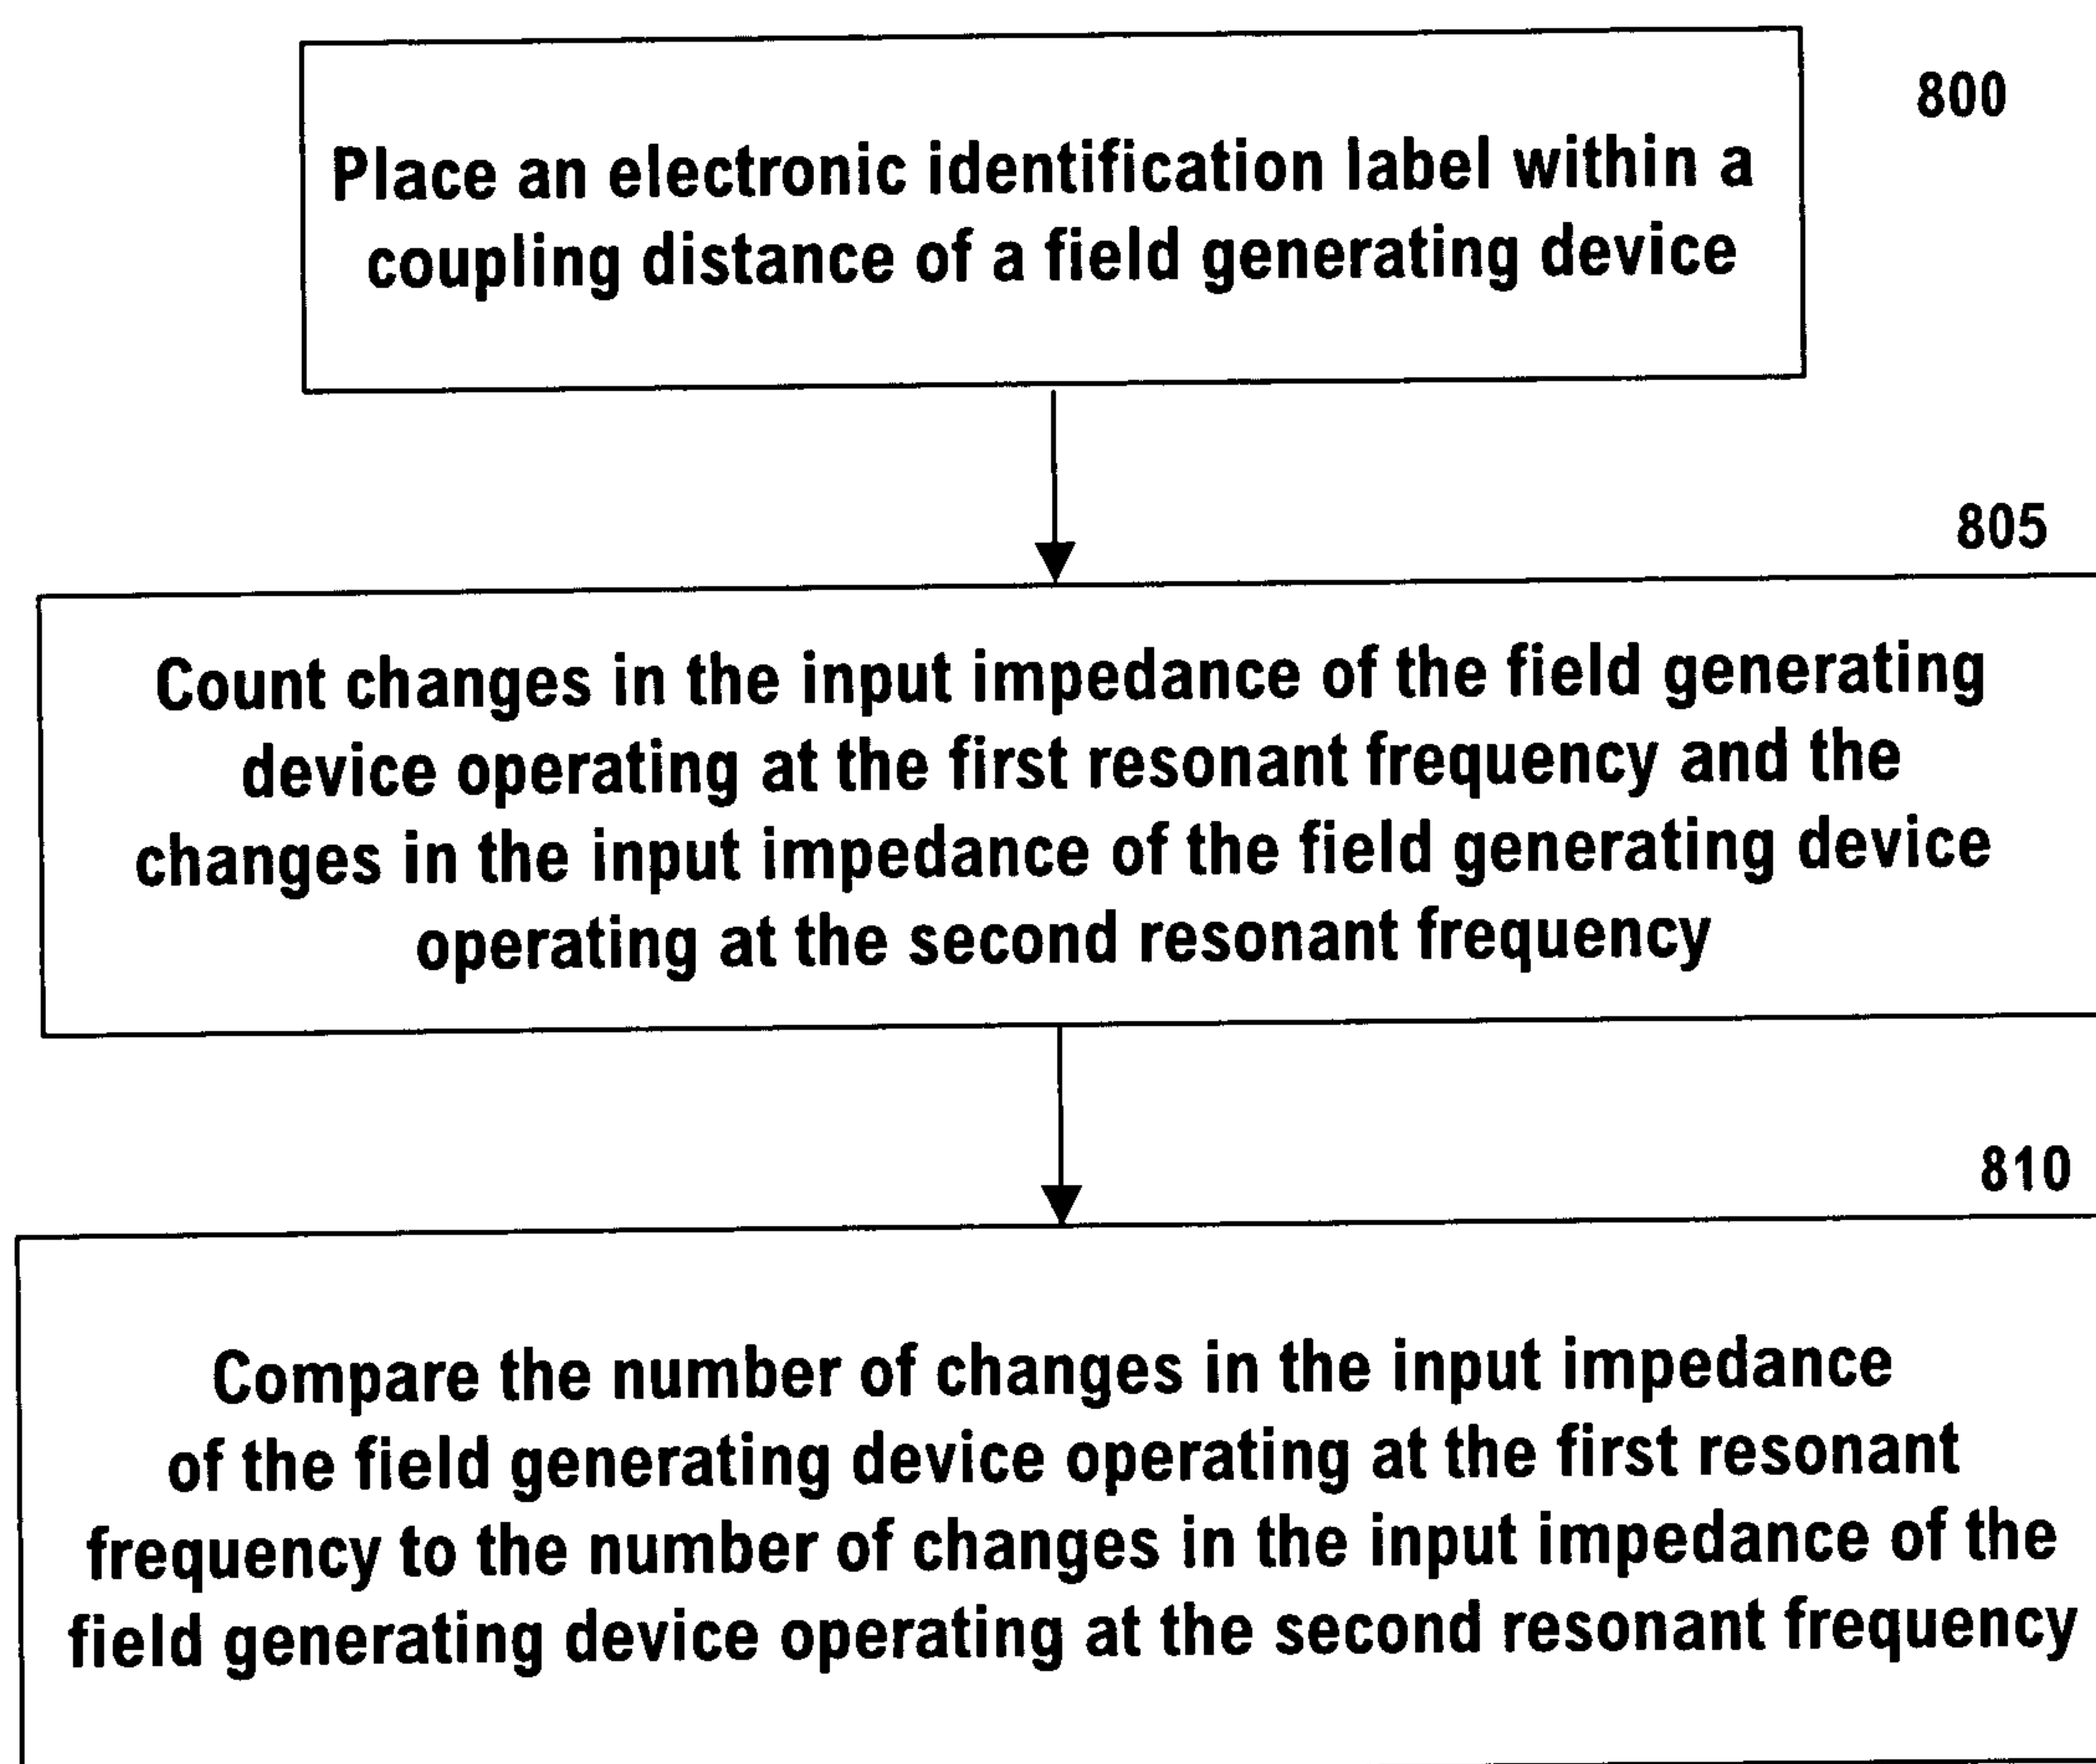 800
Place an electronic identification label within a
coupling distance of a field generating device
805
Count changes in the input impedance of the field generating
device operating at the first resonant frequency and the
changes in the input impedance of the field generating device
operating at the second resonant frequency
810
Compare the number of changes in the input impedance
of the field generating device operating at the first resonant
frequency to the number of changes in the input impedance of the
field generating device operating at the second resonant frequency